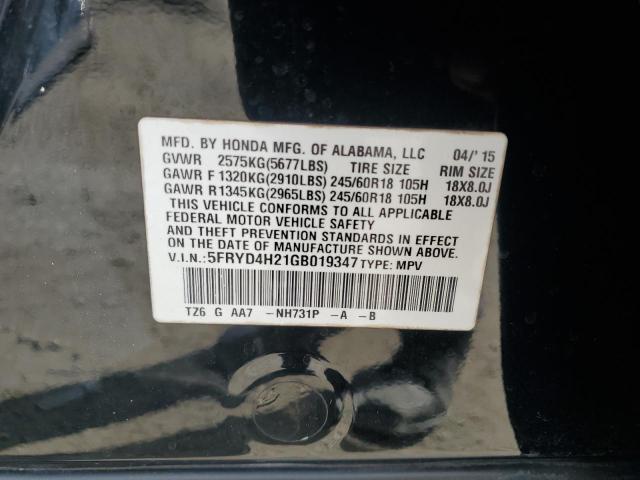 MFD. BY HONDA MFG. OF ALABAMA, LLC 04/'15
GVWR 2575KG(5677LBS) TIRE SIZE RIM SIZE
GAWR F 1320KG(2910LBS) 245/60R18 105H 18X8.0J
GAWR R1345KG(2965LBS) 245/60R18 105H 18X8.0J
THIS VEHICLE CONFORMS TO ALL APPLICABLE
FEDERAL MOTOR VEHICLE SAFETY
AND THEFT PREVENTION STANDARDS IN EFFECT
ON THE DATE OF MANUFACTURE SHOWN ABOVE.
V.I.N.:5FRYD4H21GB019347 TYPE: MPV
TZ6 G AA7 -NH731P -A -B